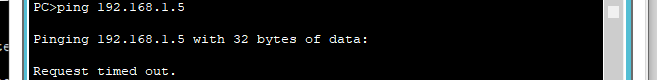 PC>ping 192.168.1.5
Pinging 192.168.1.5 with 32 bytes of data:
Request timed out.